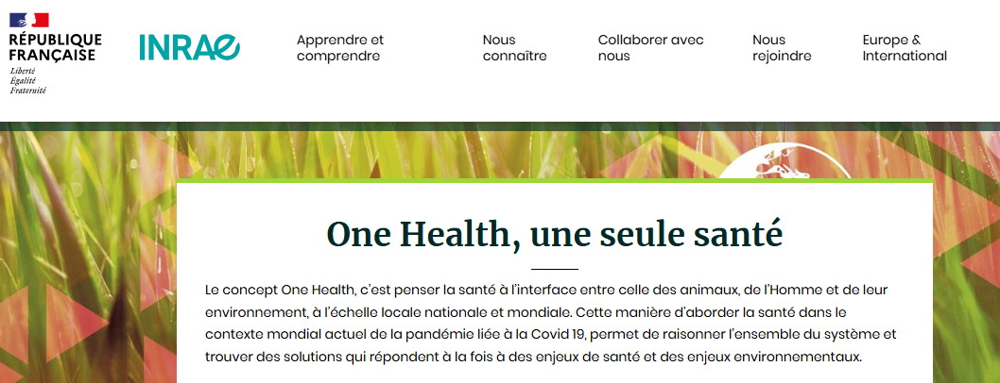 RÉPUBLIQUE
FRANÇAISE
Liberté
Égalité
Fraternité
INRAE
Apprendre et
comprendre
Nous
connaître
Collaborer avec
nous
Nous
rejoindre
Europe &
International
One Health, une seule santé
Le concept One Health, c’est penser la santé à l’interface entre celle des animaux, de l’Homme et de leur
environnement, à l’échelle locale nationale et mondiale. Cette manière d’aborder la santé dans le
contexte mondial actuel de la pandémie liée à la Covid 19, permet de raisonner l’ensemble du système et
trouver des solutions qui répondent à la fois à des enjeux de santé et des enjeux environnementaux.